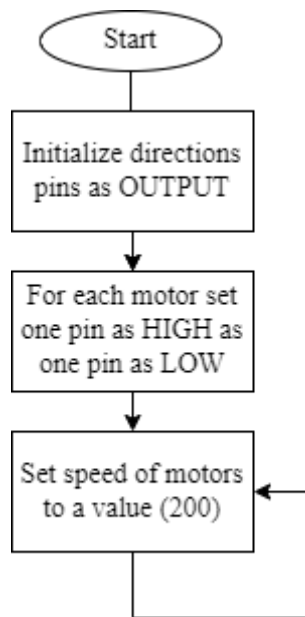 Start
Initialize directions
pins as OUTPUT
For each motor set
one pin as HIGH as
one pin as LOW
Set speed of motors
to a value (200)